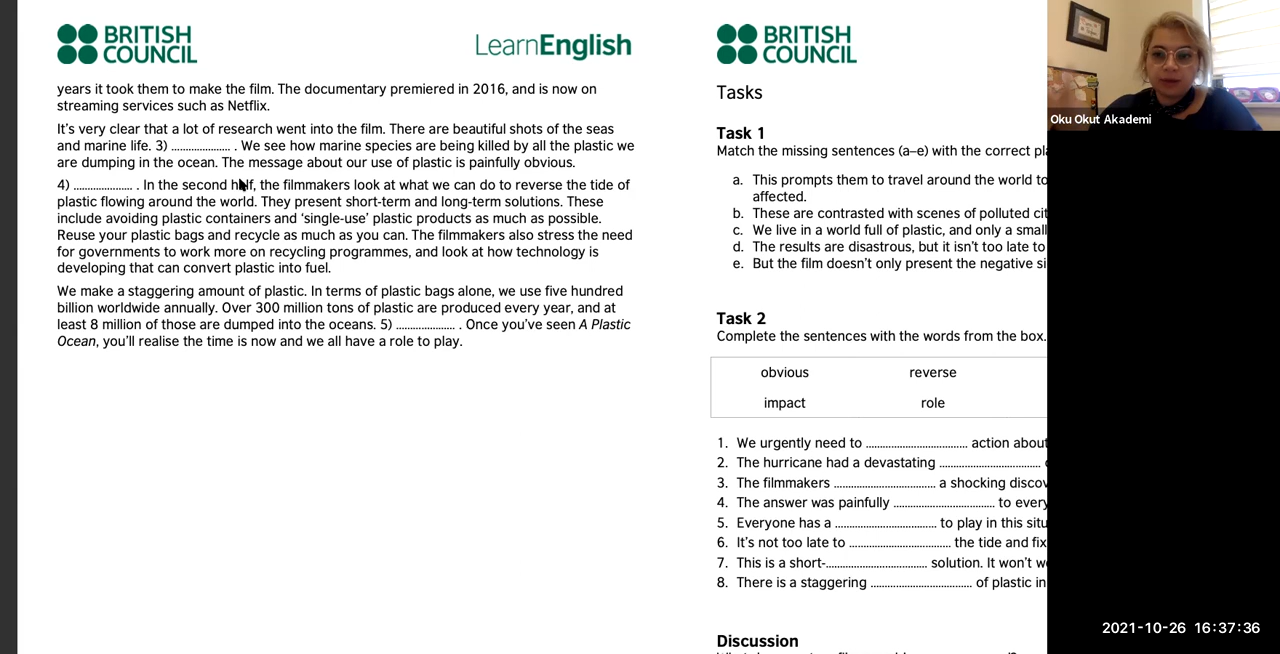 BRITISH
COUNCIL
LearnEnglish
years it took them to make the film. The documentary premiered in 2016, and is now on
streaming services such as Netflix.
It's very clear that a lot of research went into the film. There are beautiful shots of the seas
and marine life. 3) ..................... . We see how marine species are being killed by all the plastic we
are dumping in the ocean. The message about our use of plastic is painfully obvious.
4) ..................... . In the second half, the filmmakers look at what we can do to reverse the tide of
plastic flowing around the world. They present short-term and long-term solutions. These
include avoiding plastic containers and ‘single-use’ plastic products as much as possible.
Reuse your plastic bags and recycle as much as you can. The filmmakers also stress the need
for governments to work more on recycling programmes, and look at how technology is
developing that can convert plastic into fuel.
We make a staggering amount of plastic. In terms of plastic bags alone, we use five hundred
billion worldwide annually. Over 300 million tons of plastic are produced every year, and at
least 8 million of those are dumped into the oceans. 5) ..................... . Once you've seen A Plastic
Ocean, you'll realise the time is now and we all have a role to play.
BRITISH
COUNCIL
Tasks
Task 1
Match the missing sentences (a–e) with the correct
a. This prompts them to travel around the world to
affected.
b. These are contrasted with scenes of polluted
c. We live in a world full of plastic, and only a small
d. The results are disastrous, but it isn't too late to
e. But the film doesn't only present the negative
Task 2
Complete the sentences with the words from the box.
obvious reverse
impact role
1. We urgently need to .................................. action about
2. The hurricane had a devastating ..................................
3. The filmmakers .................................. a shocking
4. The answer was painfully .................................. to
5. Everyone has a .................................. to play in this
6. It's not too late to .................................. the tide and fix
7. This is a short-.................................. solution. It won't
8. There is a staggering .................................. of plastic in
Discussion
Oku Okut Akademi
2021-10-26 16:37:36